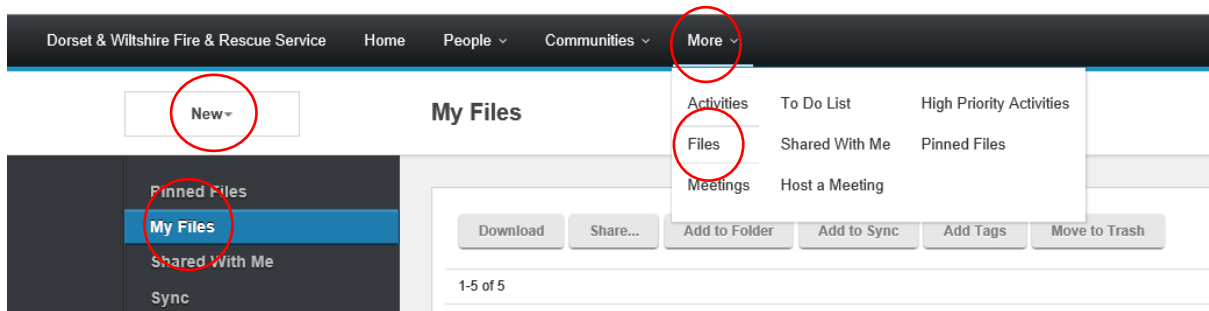 Dorset & Wiltshire Fire & Rescue Service Home People Communities More
New
My Files
Activities To Do List High Priority Activities
Files Shared With Me Pinned Files
Meetings Host a Meeting
Pinned Files
My Files
Shared With Me
Sync
Download Share... Add to Folder Add to Sync Add Tags Move to Trash
1-5 of 5